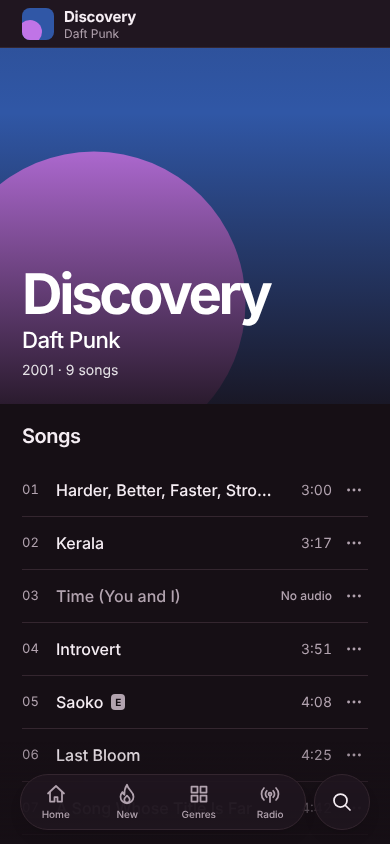 Discovery
Daft Punk
Discovery
Daft Punk
2001 · 9 songs
Songs
01 Harder, Better, Faster, Stro... 3:00
02 Kerala 3:17
03 Time (You and I) No audio
04 Introvert 3:51
05 Saoko E 4:08
06 Last Bloom 4:25
Home New Genres Radio